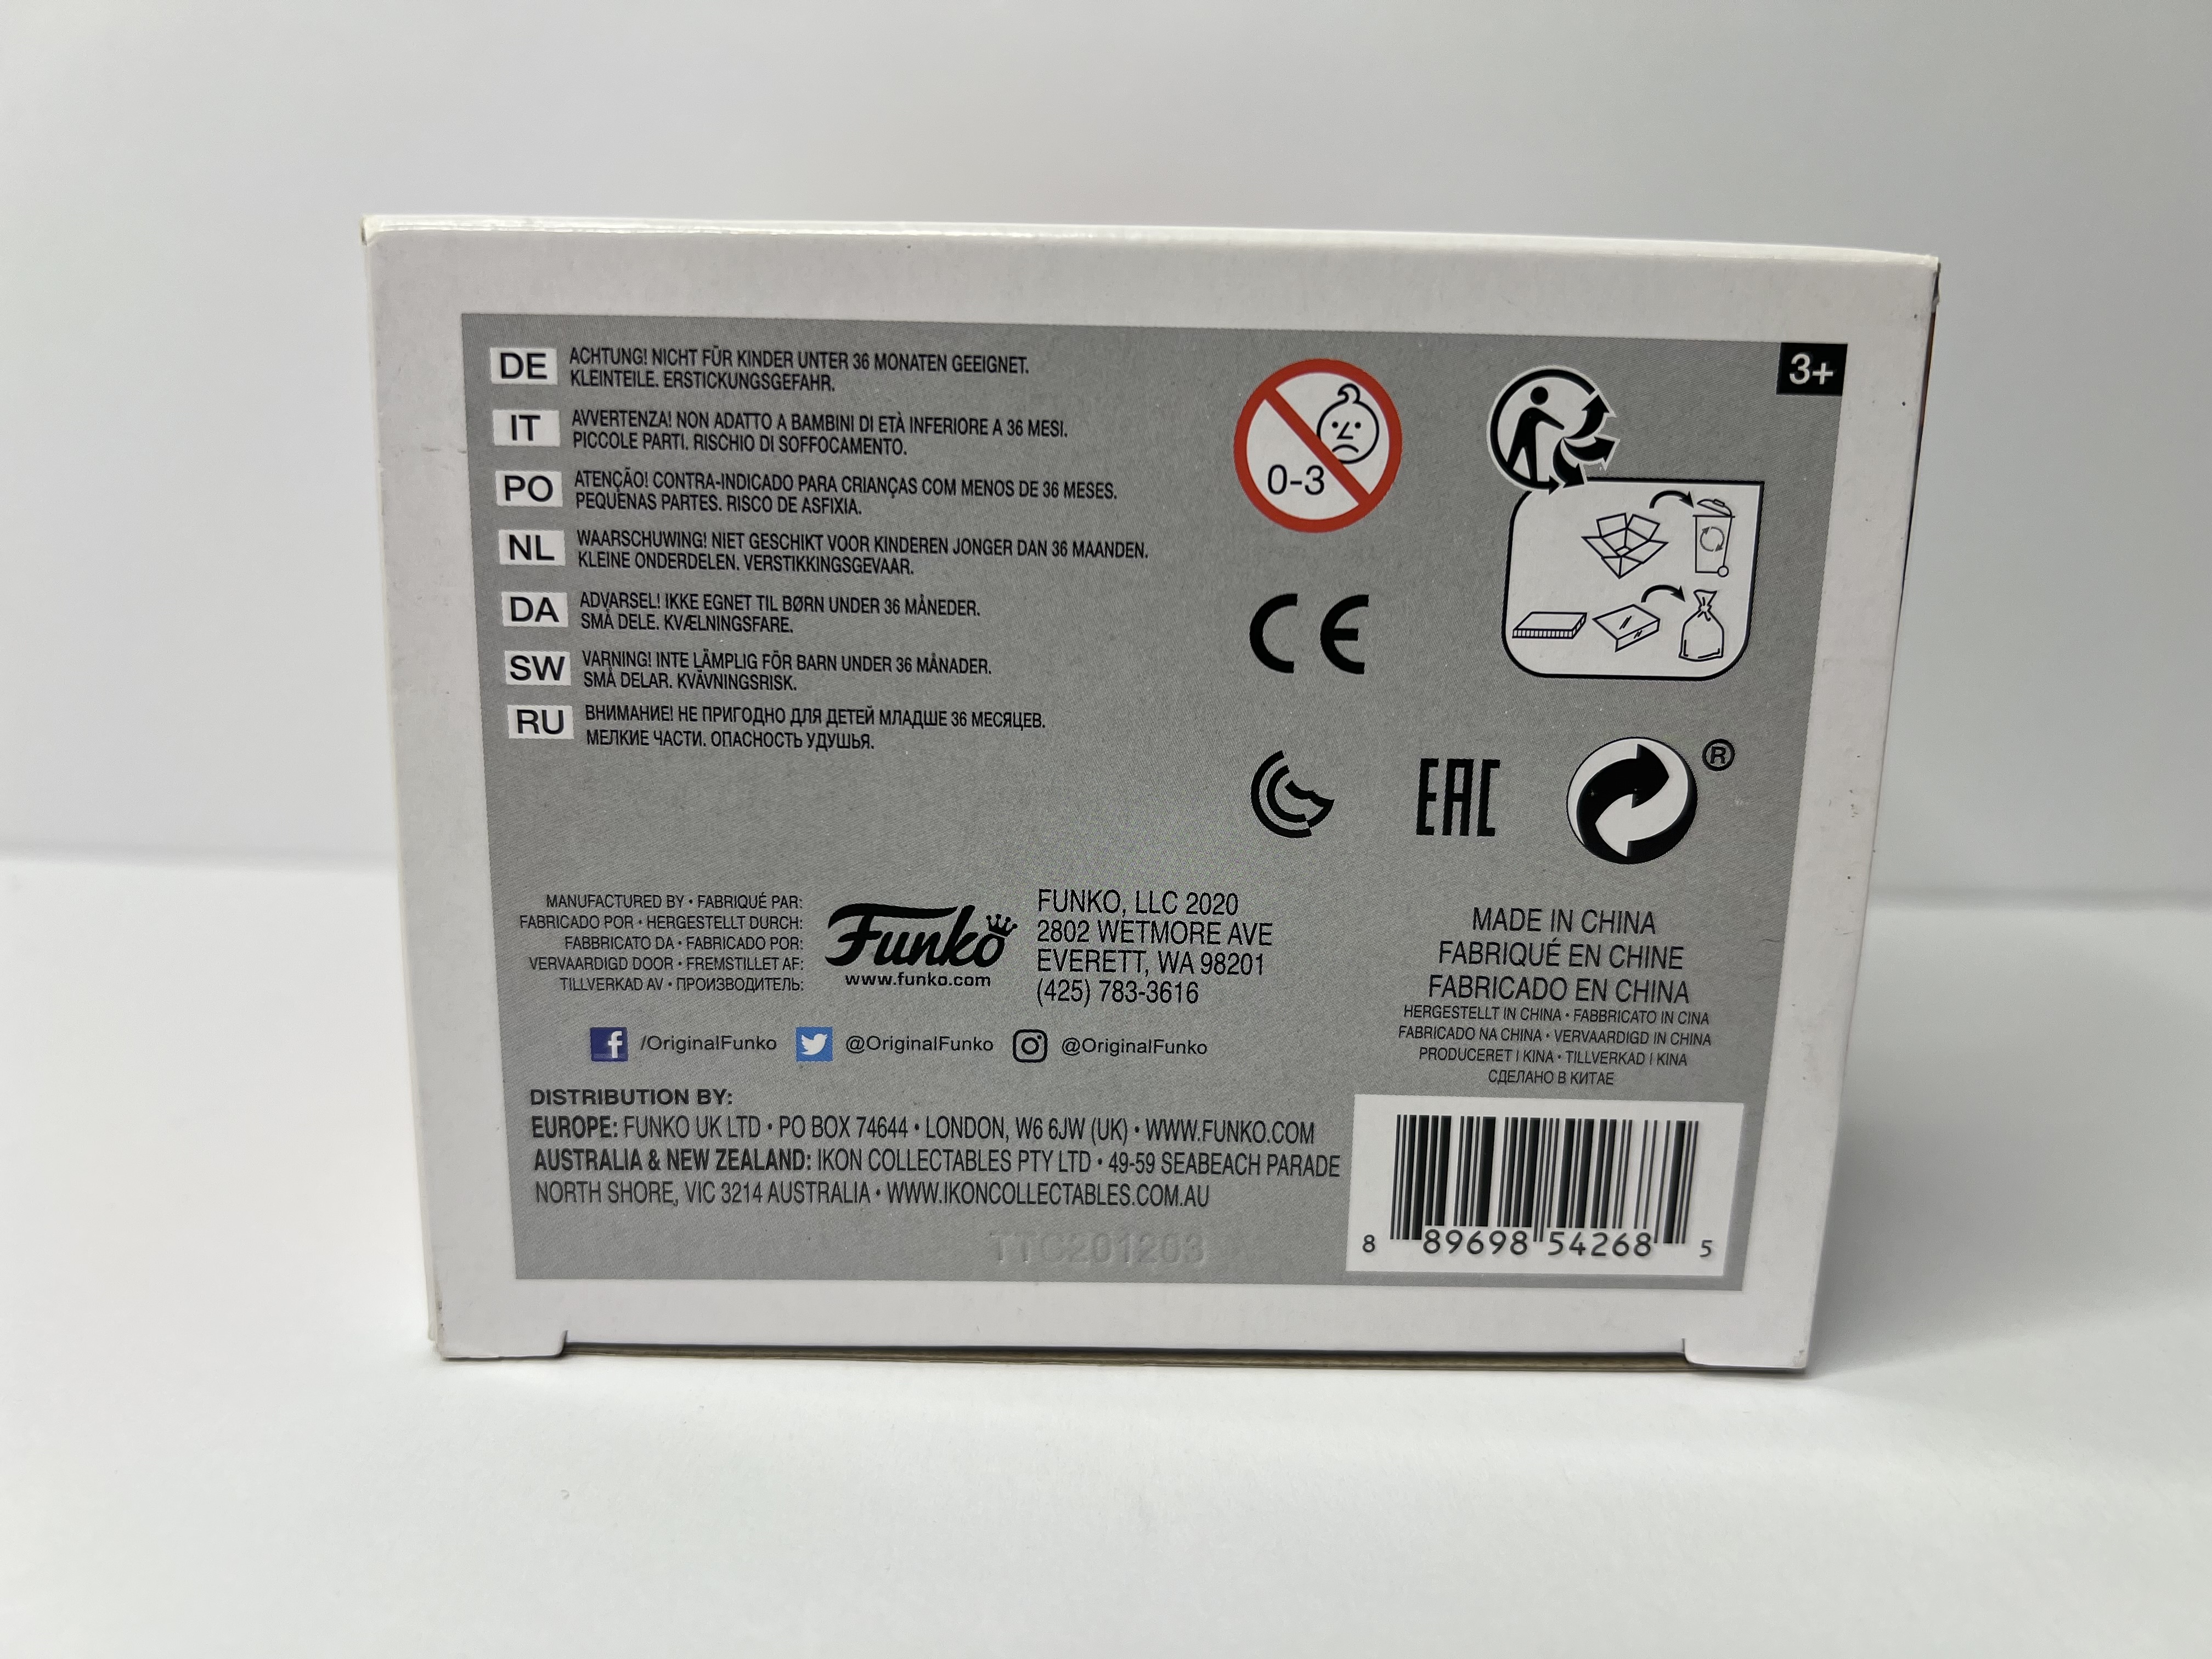 DE ACHTUNG! NICHT FÜR KINDER UNTER 36 MONATEN GEEIGNET.
KLEINTEILE. ERSTICKUNGSGEFAHR.
IT AVVERTENZA! NON ADATTO A BAMBINI DI ETÀ INFERIORE A 36 MESI.
PICCOLE PARTI. RISCHIO DI SOFFOCAMENTO.
PO ATENÇÃO! CONTRA-INDICADO PARA CRIANÇAS COM MENOS DE 36 MESES.
PEQUENAS PARTES. RISCO DE ASFIXIA.
NL WAARSCHUWING! NIET GESCHIKT VOOR KINDEREN JONGER DAN 36 MAANDEN.
KLEINE ONDERDELEN. VERSTIKKINGSGEVAAR.
DA ADVARSEL! IKKE EGNET TIL BØRN UNDER 36 MÅNEDER.
SMÅ DELE. KVÆLNINGSFARE.
SW VARNING! INTE LÄMPLIG FÖR BARN UNDER 36 MÅNADER.
SMÅ DELAR. KVÄVNINGSRISK.
RU ВНИМАНИЕ! НЕ ПРИГОДНО ДЛЯ ДЕТЕЙ МЛАДШЕ 36 МЕСЯЦЕВ.
МЕЛКИЕ ЧАСТИ. ОПАСНОСТЬ УДУШЬЯ.
0-3
3+
CE
EAC
®
MANUFACTURED BY • FABRIQUÉ PAR:
FABRICADO POR • HERGESTELLT DURCH:
FABBRICATO DA • FABRICADO POR:
VERVAARDIGD DOOR • FREMSTILLET AF:
TILLVERKAD AV • ПРОИЗВОДИТЕЛЬ:
Funko
www.funko.com
FUNKO, LLC 2020
2802 WETMORE AVE
EVERETT, WA 98201
(425) 783-3616
MADE IN CHINA
FABRIQUÉ EN CHINE
FABRICADO EN CHINA
HERGESTELLT IN CHINA • FABBRICATO IN CINA
FABRICADO NA CHINA • VERVAARDIGD IN CHINA
PRODUCERET I KINA • TILLVERKAD I KINA
СДЕЛАНО В КИТАЕ
f /OriginalFunko @OriginalFunko @OriginalFunko
DISTRIBUTION BY:
EUROPE: FUNKO UK LTD • PO BOX 74644 • LONDON, W6 6JW (UK) • WWW.FUNKO.COM
AUSTRALIA & NEW ZEALAND: IKON COLLECTABLES PTY LTD • 49-59 SEABEACH PARADE
NORTH SHORE, VIC 3214 AUSTRALIA • WWW.IKONCOLLECTABLES.COM.AU
TTC201203
8 89698 54268 5